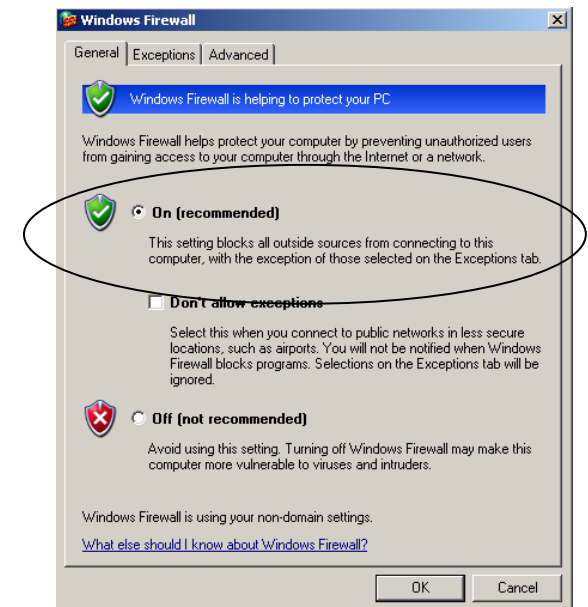 Windows Firewall
General Exceptions Advanced
Windows Firewall is helping to protect your PC
Windows Firewall helps protect your computer by preventing unauthorized users
from gaining access to your computer through the Internet or a network.
On (recommended)
This setting blocks all outside sources from connecting to this
computer, with the exception of those selected on the Exceptions tab.
Don't allow exceptions
Select this when you connect to public networks in less secure
locations, such as airports. You will not be notified when Windows
Firewall blocks programs. Selections on the Exceptions tab will be
ignored.
Off (not recommended)
Avoid using this setting. Turning off Windows Firewall may make this
computer more vulnerable to viruses and intruders.
Windows Firewall is using your non-domain settings.
What else should I know about Windows Firewall?
OK Cancel